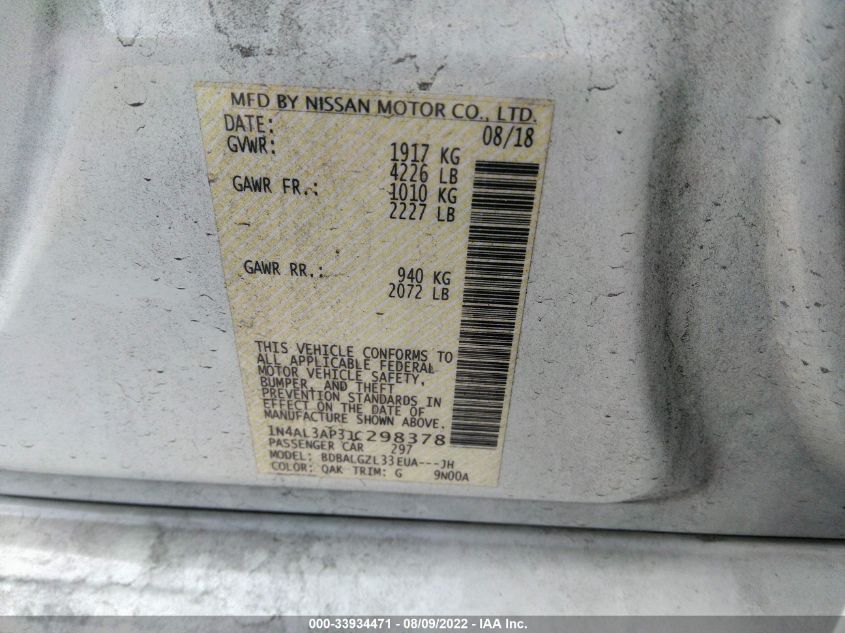 MFD BY NISSAN MOTOR CO., LTD.
DATE: 08/18
GVWR: 1917 KG
4226 LB
GAWR FR.: 1010 KG
2227 LB
GAWR RR.: 940 KG
2072 LB
THIS VEHICLE CONFORMS TO
ALL APPLICABLE FEDERAL
MOTOR VEHICLE SAFETY,
BUMPER, AND THEFT
PREVENTION STANDARDS IN
EFFECT ON THE DATE OF
MANUFACTURE SHOWN ABOVE.
1N4AL3AP3JC298378
PASSENGER CAR 297
MODEL: BDBALGZL33EUA---JH
COLOR: QAK TRIM: G 9N00A
000-33934471 - 08/09/2022 - IAA Inc.